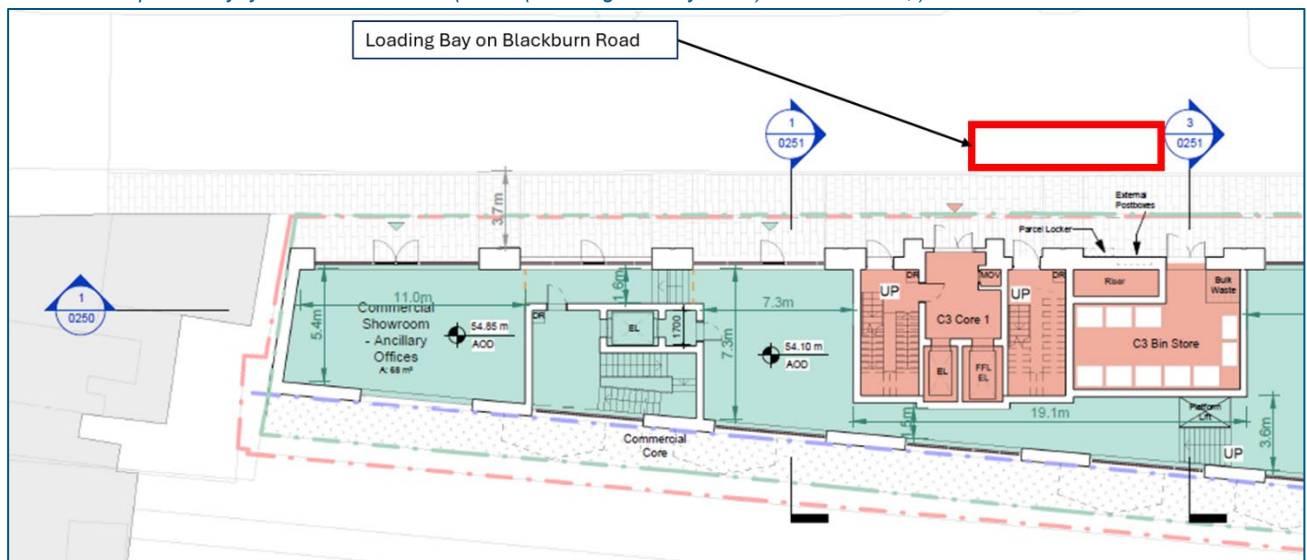 Loading Bay on Blackburn Road
1
0251
3
0251
3.7m
External
Postboxes
Parcel Locker
1
0250
11.0m
Commercial
Showroom
- Ancillary
Offices
A: 68 m²
5.4m
54.85 m
AOD
1.6m
DR
EL
1700
7.3m
7.3m
54.10 m
AOD
DR
UP
MOV
C3 Core 1
EL
FFL
EL
DR
UP
Riser
Bulk
Waste
C3 Bin Store
19.1m
1.5m
Platform
Lift
UP
3.6m
Commercial
Core